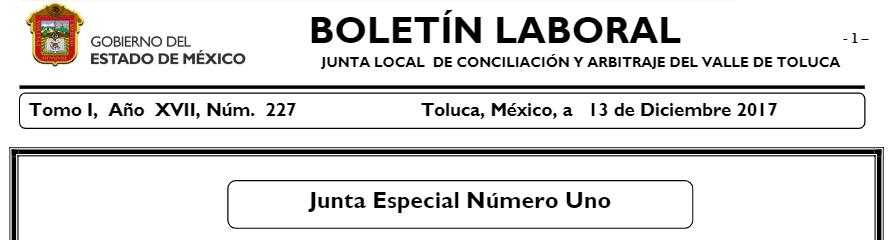 BOLETÍN LABORAL
- 1 –
GOBIERNO DEL
ESTADO DE MÉXICO
JUNTA LOCAL DE CONCILIACIÓN Y ARBITRAJE DEL VALLE DE TOLUCA
Tomo I, Año XVII, Núm. 227 Toluca, México, a 13 de Diciembre 2017
Junta Especial Número Uno